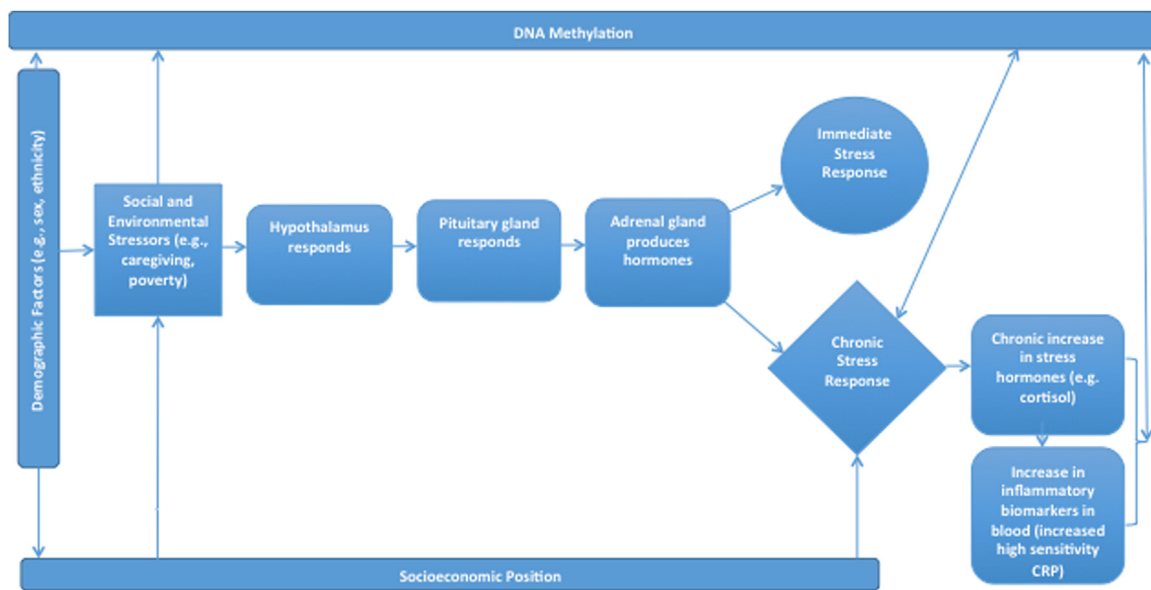 DNA Methylation
Demographic Factors (e.g., sex, ethnicity)
Social and
Environmental
Stressors (e.g.,
caregiving,
poverty)
Hypothalamus
responds
Pituitary gland
responds
Adrenal gland
produces
hormones
Immediate
Stress
Response
Chronic
Stress
Response
Chronic increase
in stress
hormones (e.g.
cortisol)
Increase in
inflammatory
biomarkers in
blood (increased
high sensitivity
CRP)
Socioeconomic Position